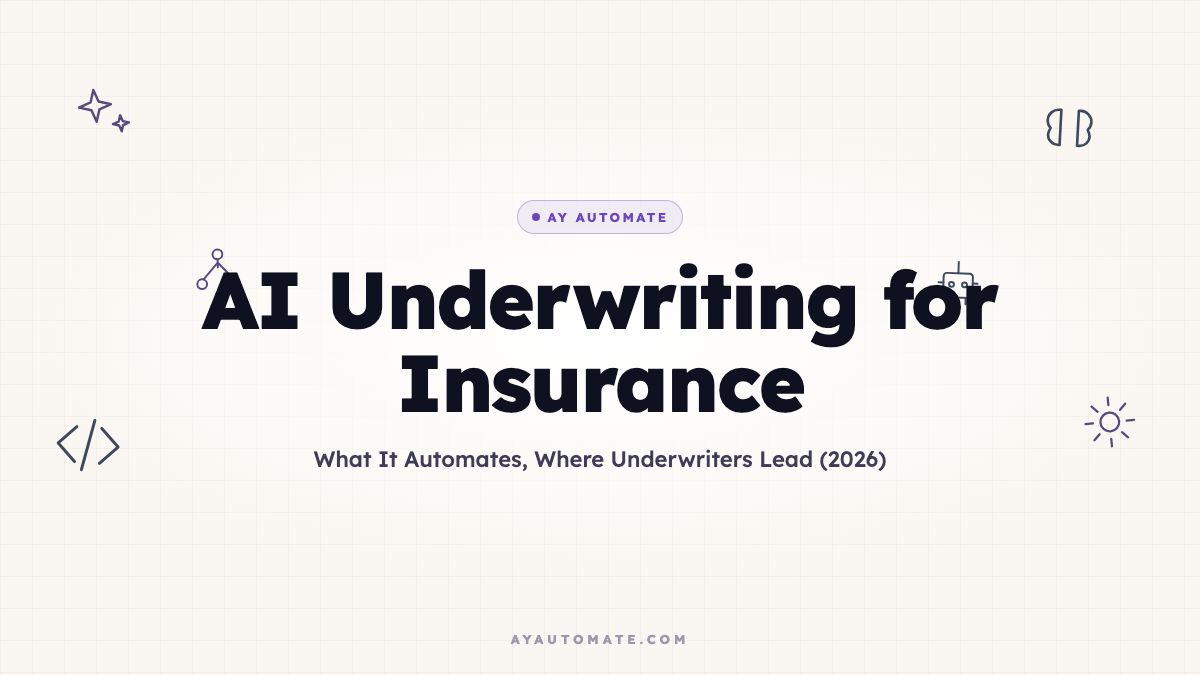 AY AUTOMATE
AI Underwriting for
Insurance
What It Automates, Where Underwriters Lead (2026)
AYAUTOMATE.COM